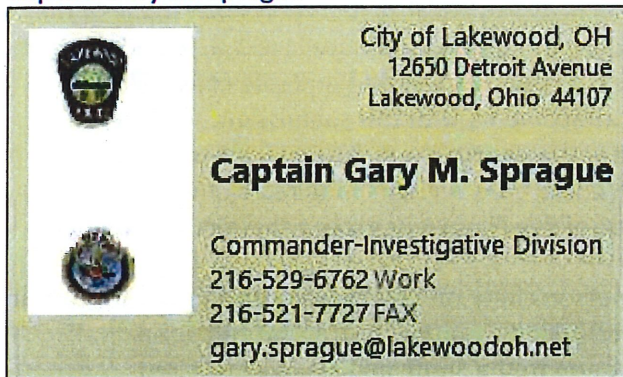 City of Lakewood, OH
12650 Detroit Avenue
Lakewood, Ohio 44107
Captain Gary M. Sprague
Commander-Investigative Division
216-529-6762 Work
216-521-7727 FAX
gary.sprague@lakewoodoh.net